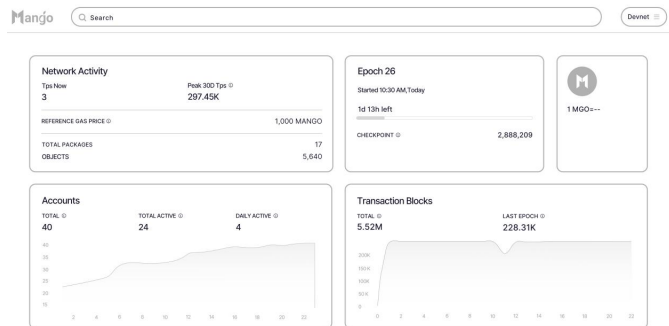 Mango
Search
Devnet
Network Activity
Tps Now
Peak 30D Tps
3
297.45K
REFERENCE GAS PRICE
1,000 MANGO
TOTAL PACKAGES
17
OBJECTS
5,640
Epoch 26
Started 10:30 AM,Today
1d 13h left
CHECKPOINT
2,888,209
M
1 MGO=--
Accounts
TOTAL
TOTAL ACTIVE
DAILY ACTIVE
40
24
4
40
35
30
25
20
15
2 4 6 8 10 12 14 16 18 20 22
Transaction Blocks
TOTAL
LAST EPOCH
5.52M
228.31K
200K
150K
100K
50K
0
0 2 4 6 8 10 12 14 16 18 20 22